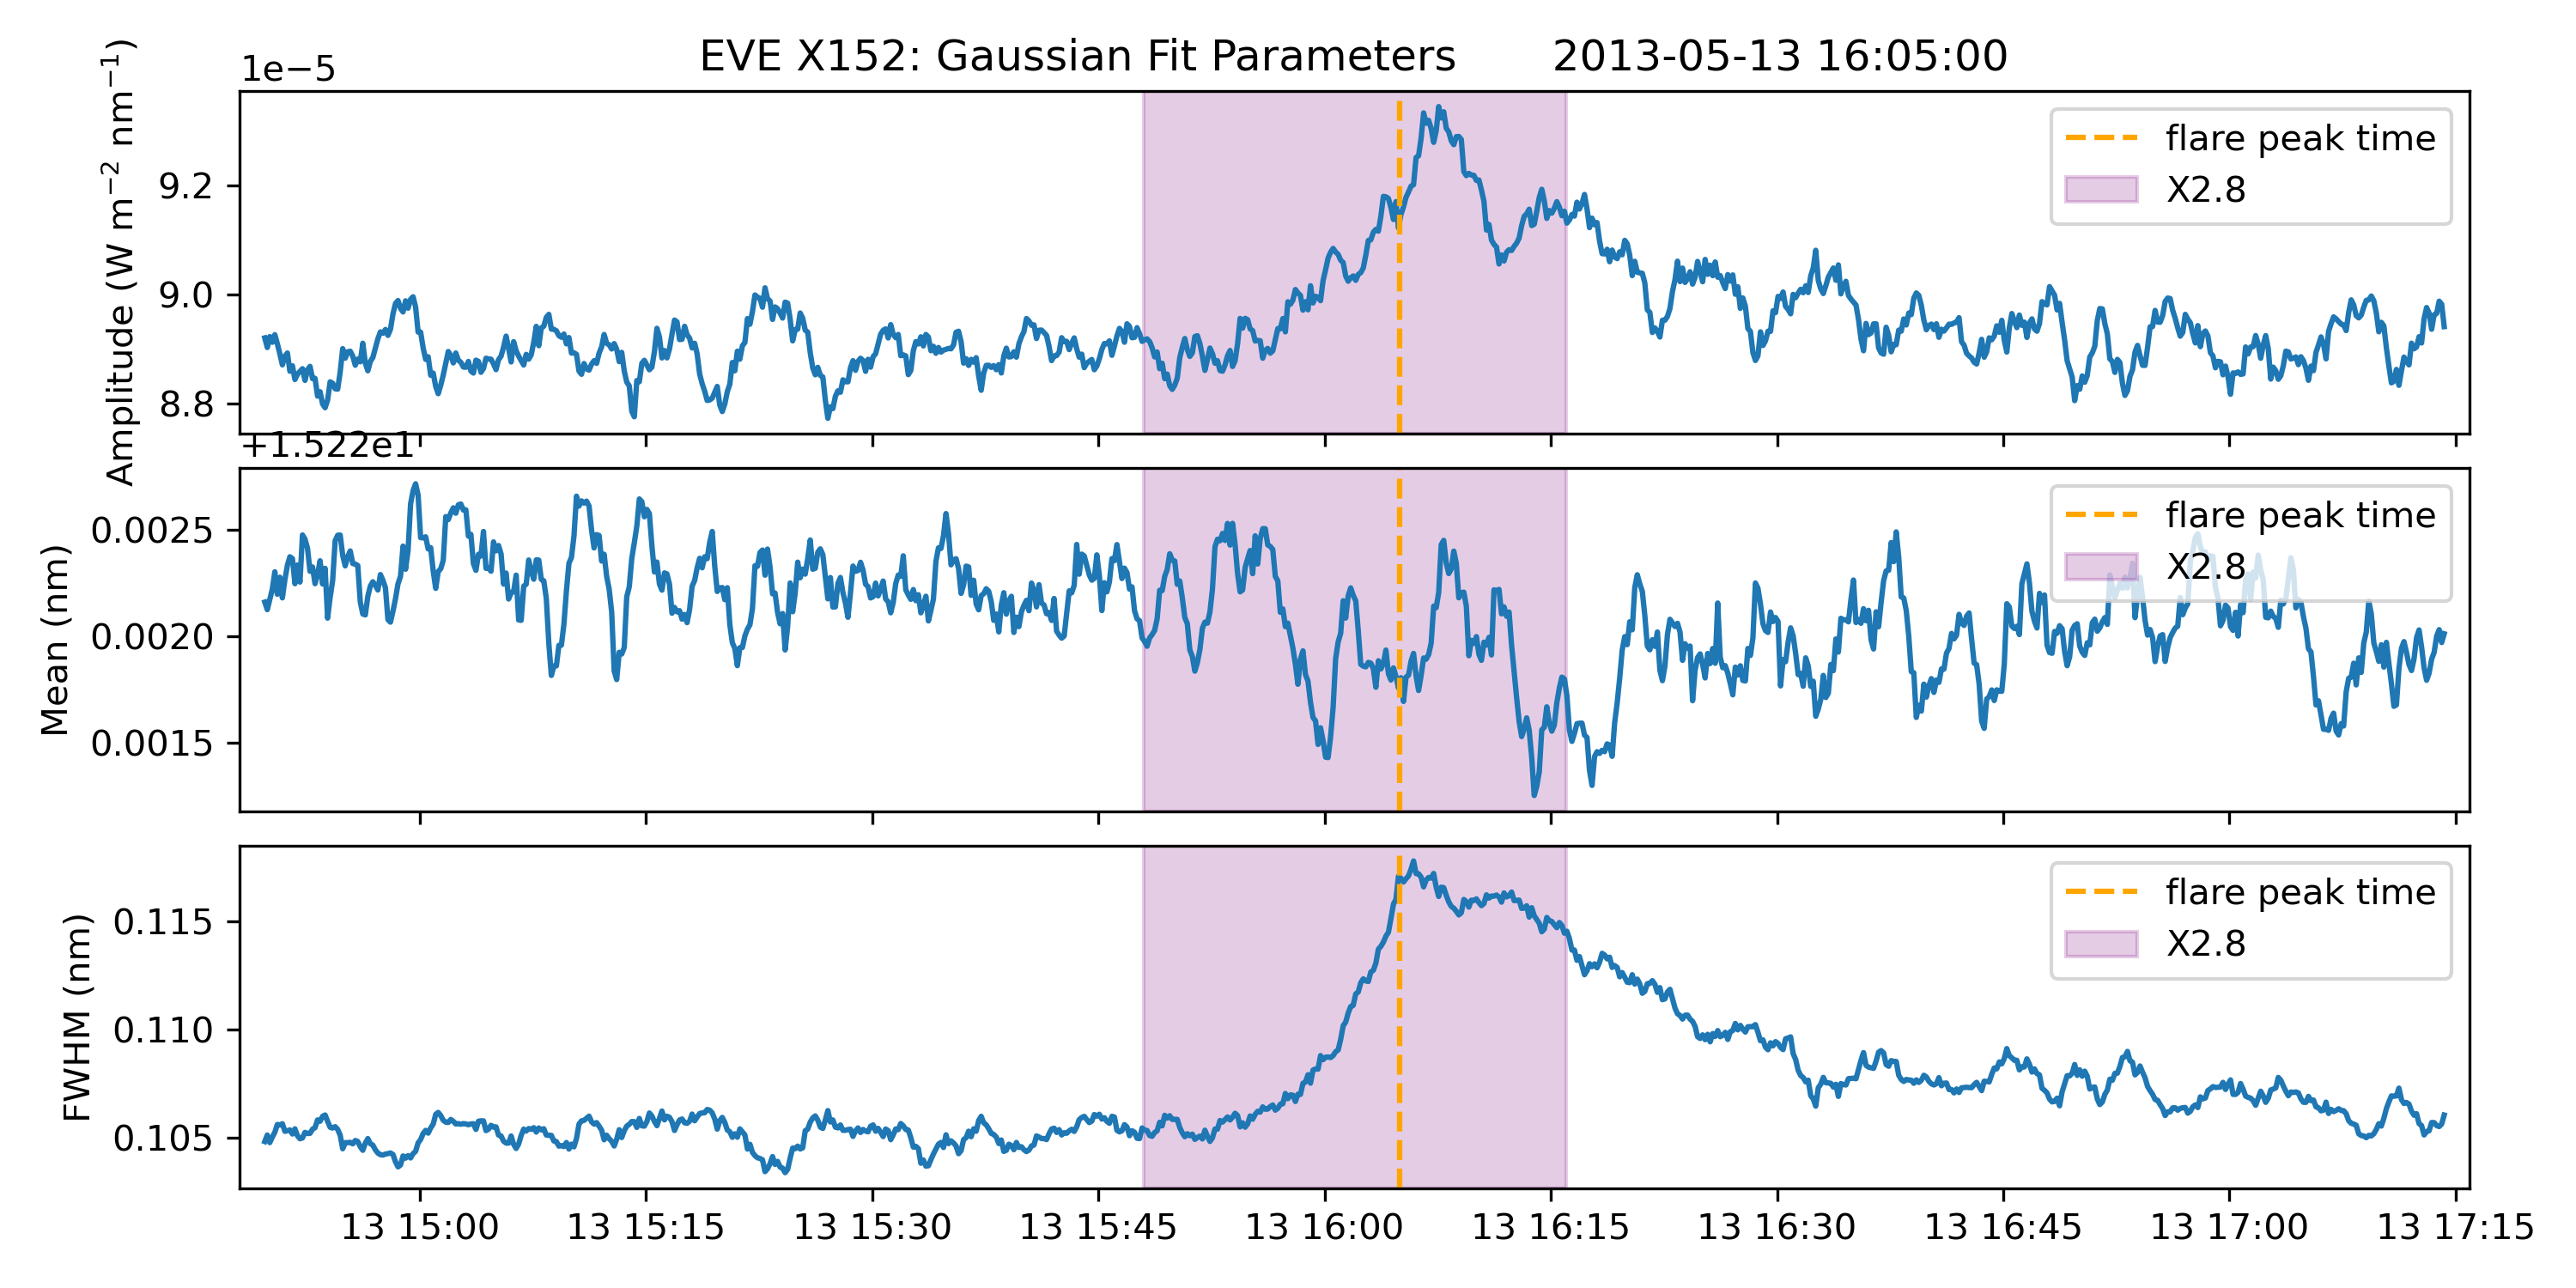 EVE X152: Gaussian Fit Parameters 2013-05-13 16:05:00
1e−5
Amplitude (W m⁻² nm⁻¹)
9.2
9.0
8.8
flare peak time
X2.8
+1.522e1
Mean (nm)
0.0025
0.0020
0.0015
flare peak time
X2.8
FWHM (nm)
0.115
0.110
0.105
flare peak time
X2.8
13 15:00 13 15:15 13 15:30 13 15:45 13 16:00 13 16:15 13 16:30 13 16:45 13 17:00 13 17:15